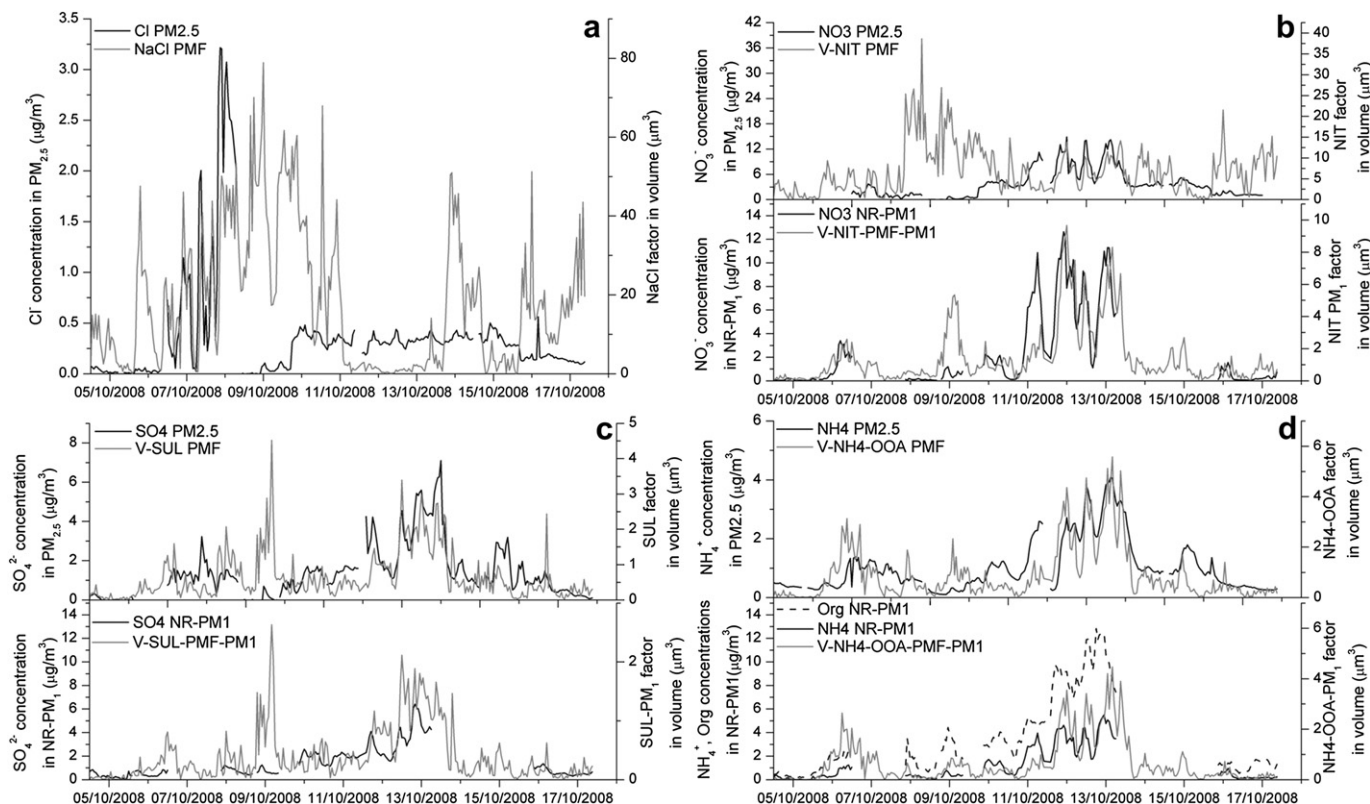 a
Cl PM2.5
NaCl PMF
Cl⁻ concentration in PM₂.₅ (µg/m³)
3.5
3.0
2.5
2.0
1.5
1.0
0.5
0.0
80
60
40
20
0
NaCl factor in volume (µm³)
05/10/2008 07/10/2008 09/10/2008 11/10/2008 13/10/2008 15/10/2008 17/10/2008
b
NO3 PM2.5
V-NIT PMF
NO₃⁻ concentration
in PM₂.₅ (µg/m³)
42
36
30
24
18
12
6
0
40
35
30
25
20
15
10
5
0
NIT factor
in volume (µm³)
NO3 NR-PM1
V-NIT-PMF-PM1
NO₃⁻ concentration
in NR-PM₁ (µg/m³)
14
12
10
8
6
4
2
0
10
8
6
4
2
0
NIT PM₁ factor
in volume (µm³)
05/10/2008 07/10/2008 09/10/2008 11/10/2008 13/10/2008 15/10/2008 17/10/2008
c
SO4 PM2.5
V-SUL PMF
SO₄²⁻ concentration
in PM₂.₅ (µg/m³)
8
6
4
2
0
5
4
3
2
1
0
SUL factor
in volume (µm³)
SO4 NR-PM1
V-SUL-PMF-PM1
SO₄²⁻ concentration
in NR-PM₁ (µg/m³)
14
12
10
8
6
4
2
0
2
1
0
SUL-PM₁ factor
in volume (µm³)
05/10/2008 07/10/2008 09/10/2008 11/10/2008 13/10/2008 15/10/2008 17/10/2008
d
NH4 PM2.5
V-NH4-OOA PMF
NH₄⁺ concentration
in PM2.5 (µg/m³)
6
4
2
0
6
4
2
0
NH4-OOA factor
in volume (µm³)
Org NR-PM1
NH4 NR-PM1
V-NH4-OOA-PMF-PM1
NH₄⁺, Org concentrations
in NR-PM1(µg/m³)
14
12
10
8
6
4
2
0
6
4
2
0
NH4-OOA-PM₁ factor
in volume (µm³)
05/10/2008 07/10/2008 09/10/2008 11/10/2008 13/10/2008 15/10/2008 17/10/2008